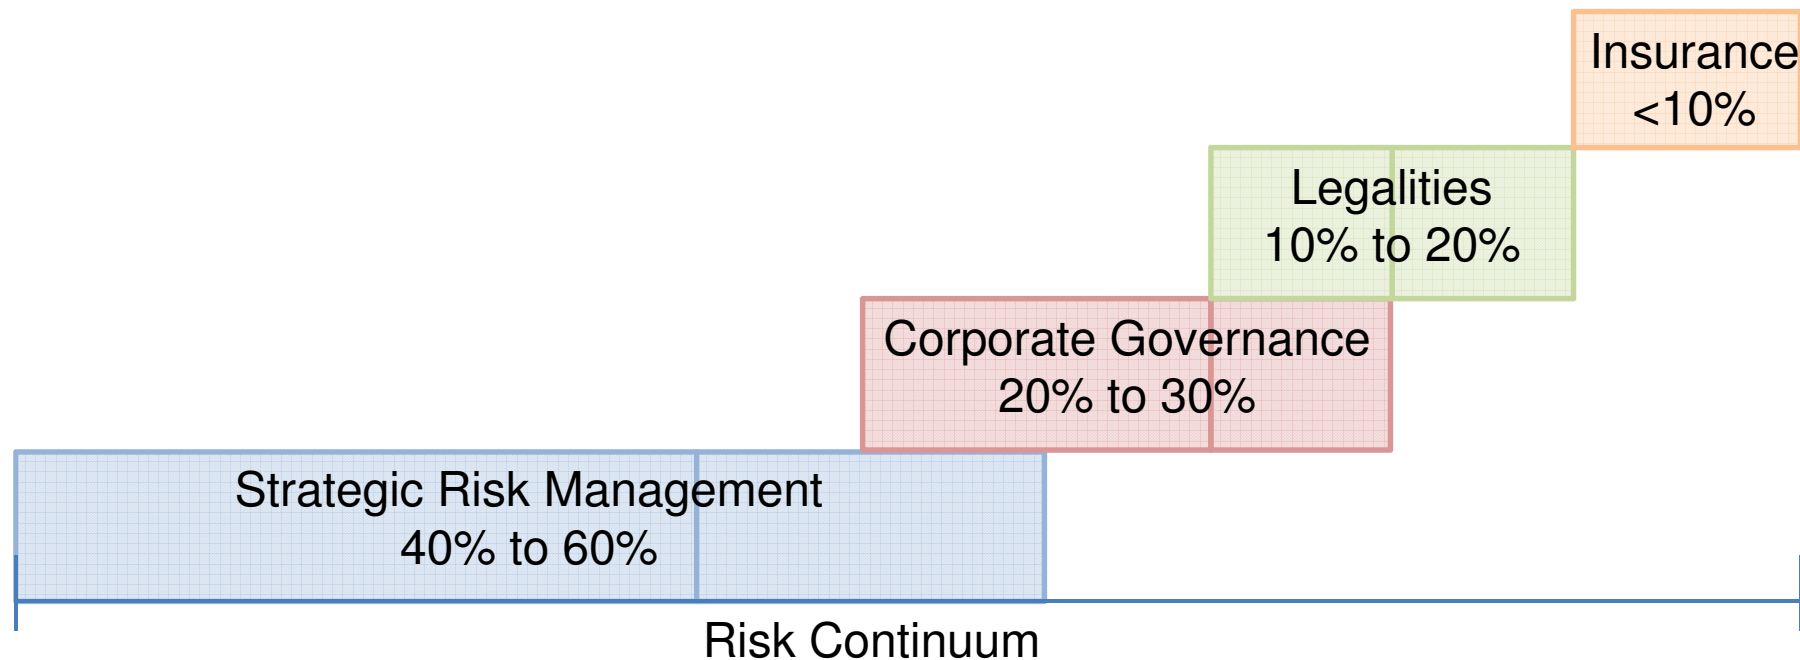 Insurance
<10%
Legalities
10% to 20%
Corporate Governance
20% to 30%
Strategic Risk Management
40% to 60%
Risk Continuum